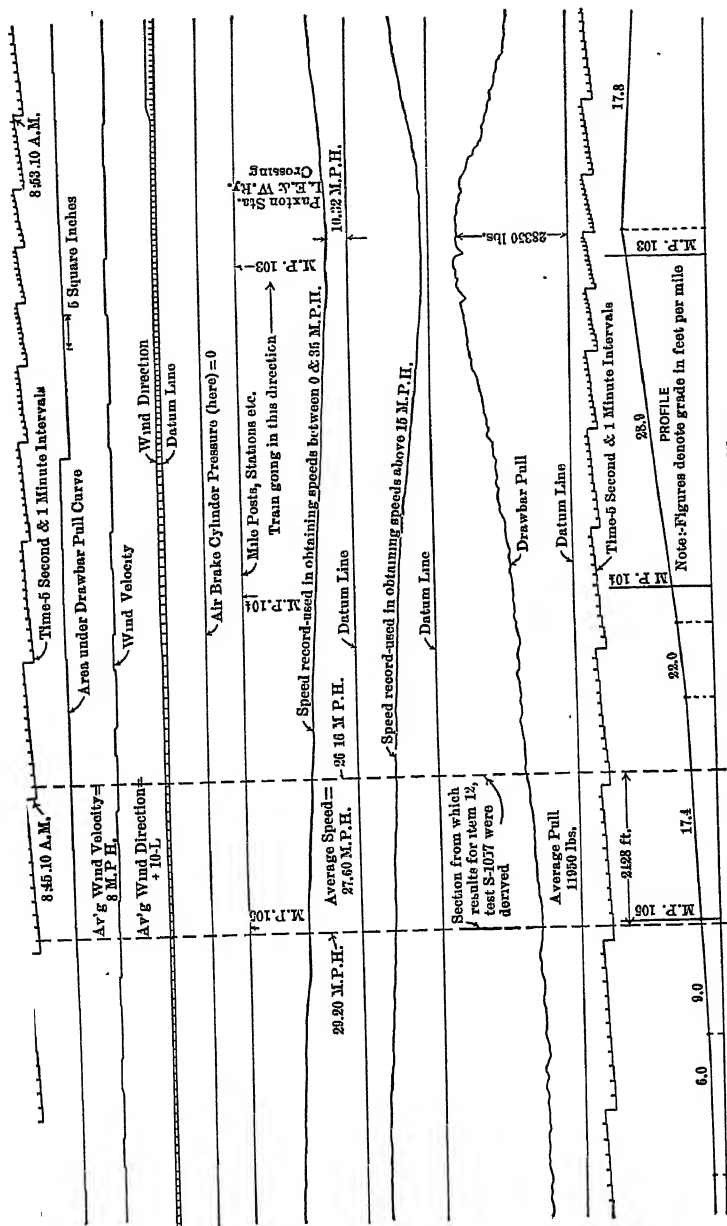 8:45.10 A.M.
Time-5 Second & 1 Minute Intervals
8:53.10 A.M.
Area under Drawbar Pull Curve
5 Square Inches
Av'g Wind Velocity=
8 M.P.H.
Wind Velocity
Av'g Wind Direction=
+ 10-L
Wind Direction
Datum Line
Air Brake Cylinder Pressure (here) = 0
M.P. 105
M.P. 104
Mile Posts, Stations etc.
Train going in this direction
M.P. 103
Paxton Sta.
L.E.& W.Ry.
Crossing
Speed record-used in obtaining speeds between 0 & 35 M.P.H.
29.20 M.P.H.
Average Speed=
27.60 M.P.H.
26 16 M P.H.
Datum Line
10.32 M.P.H.
Speed record-used in obtaining speeds above 15 M.P.H.
Datum Line
Section from which
results for item 12,
test S-1057 were
derived
Drawbar Pull
28350 lbs.
Average Pull
11950 lbs.
Datum Line
Time-5 Second & 1 Minute Intervals
2428 ft.
M.P. 105
M P. 104
M.P. 103
6.0
9.0
17.4
22.0
28.9
17.8
PROFILE
Note:-Figures denote grade in feet per mile